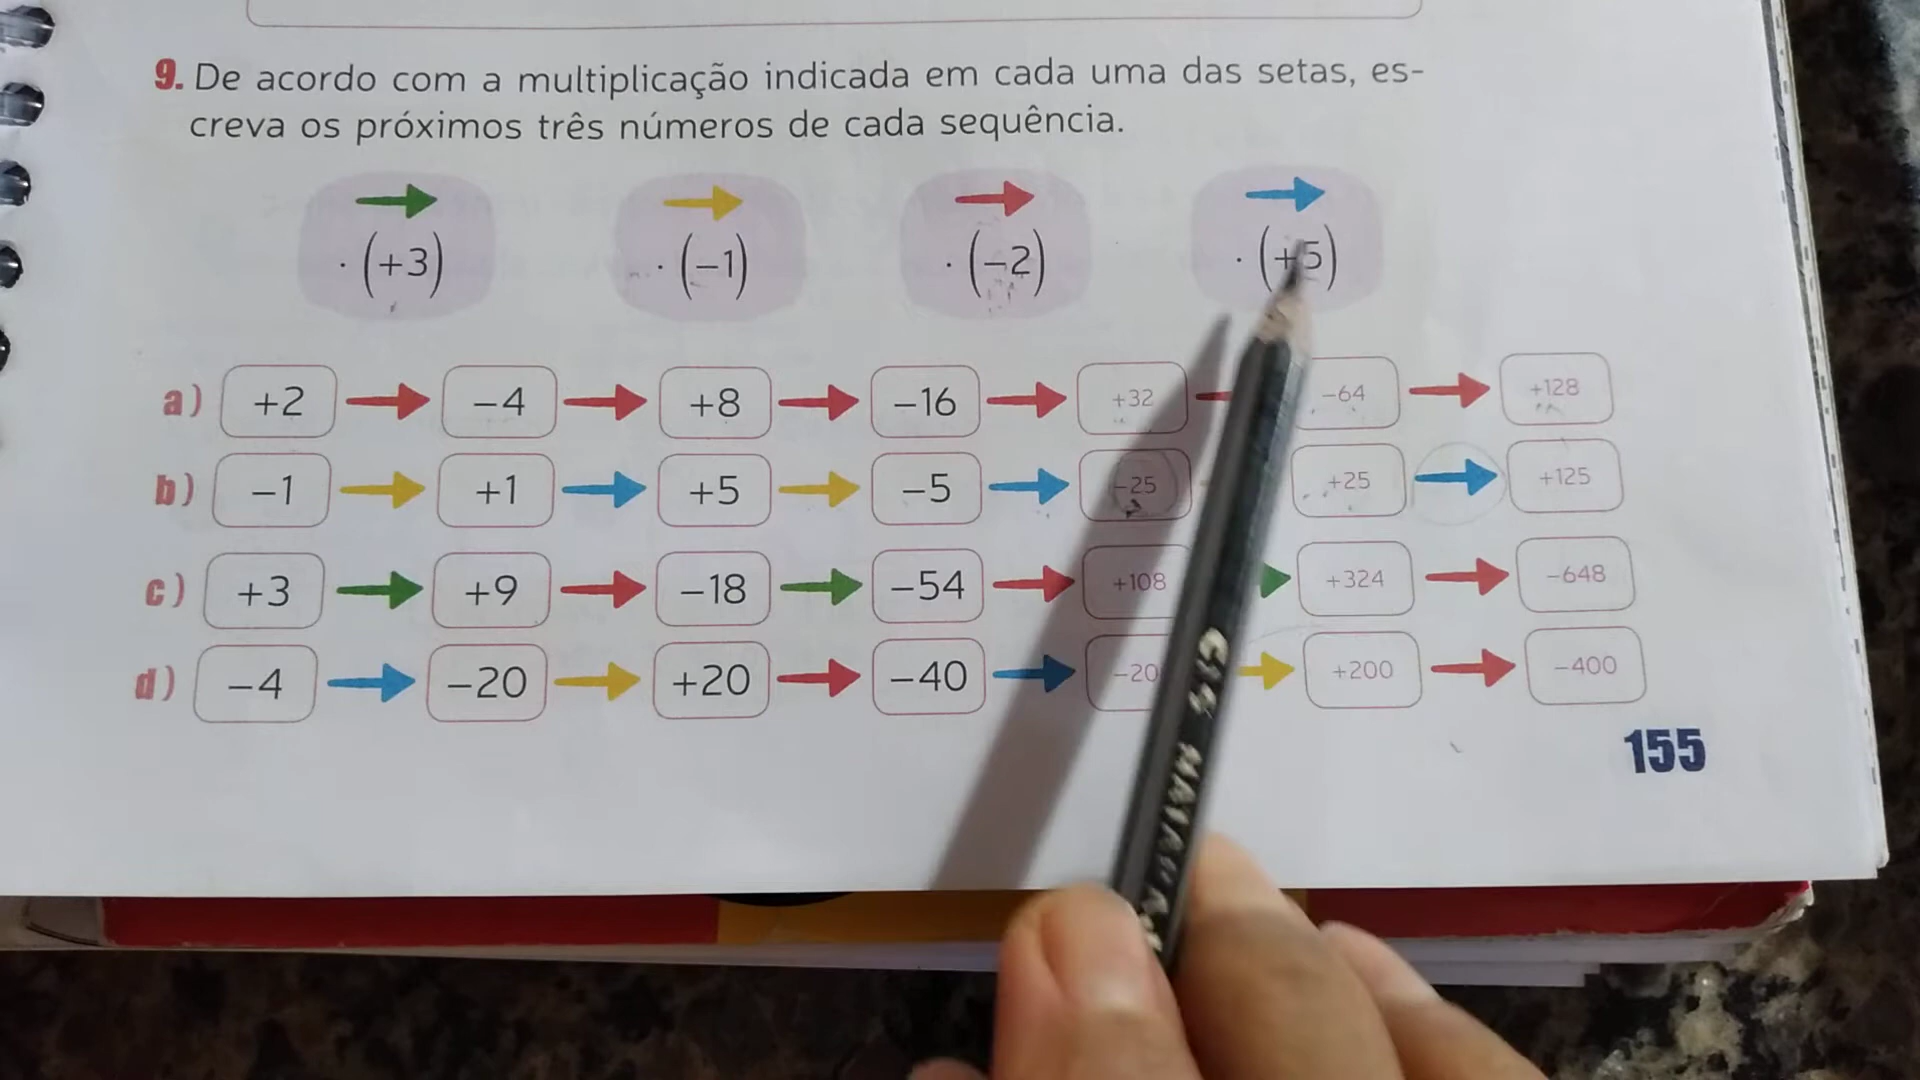 9. De acordo com a multiplicação indicada em cada uma das setas, es-
creva os próximos três números de cada sequência.
· (+3) · (−1) · (−2) · (+5)
a) +2 −4 +8 −16 +32 −64 +128
b) −1 +1 +5 −5 −25 +25 +125
c) +3 +9 −18 −54 +108 +324 −648
d) −4 −20 +20 −40 −20 +200 −400
155